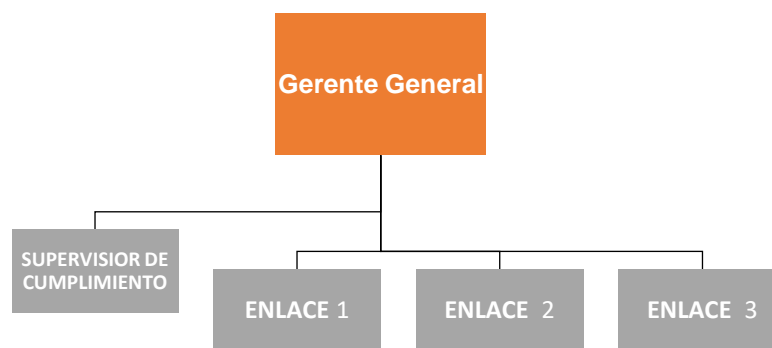 Gerente General
SUPERVISIOR DE
CUMPLIMIENTO
ENLACE 1
ENLACE 2
ENLACE 3